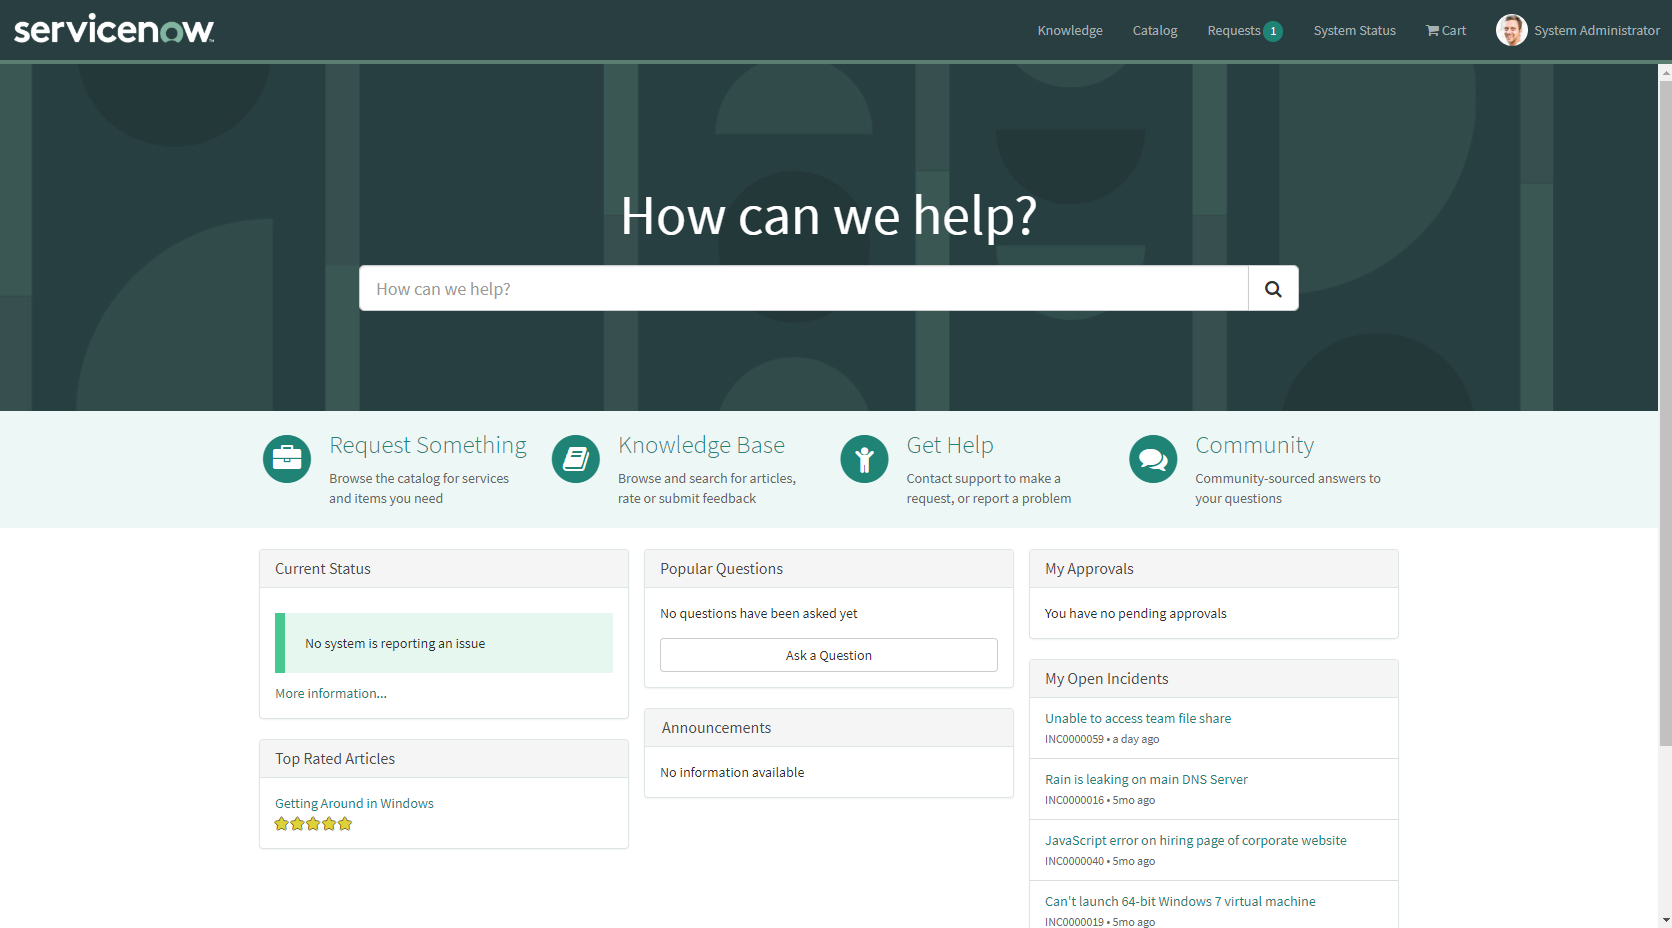 servicenow
Knowledge
Catalog
Requests 1
System Status
Cart
System Administrator
How can we help?
How can we help?
Request Something
Browse the catalog for services
and items you need
Knowledge Base
Browse and search for articles,
rate or submit feedback
Get Help
Contact support to make a
request, or report a problem
Community
Community-sourced answers to
your questions
Current Status
No system is reporting an issue
More information...
Top Rated Articles
Getting Around in Windows
Popular Questions
No questions have been asked yet
Ask a Question
Announcements
No information available
My Approvals
You have no pending approvals
My Open Incidents
Unable to access team file share
INC0000059 • a day ago
Rain is leaking on main DNS Server
INC0000016 • 5mo ago
JavaScript error on hiring page of corporate website
INC0000040 • 5mo ago
Can't launch 64-bit Windows 7 virtual machine
INC0000019 • 5mo ago